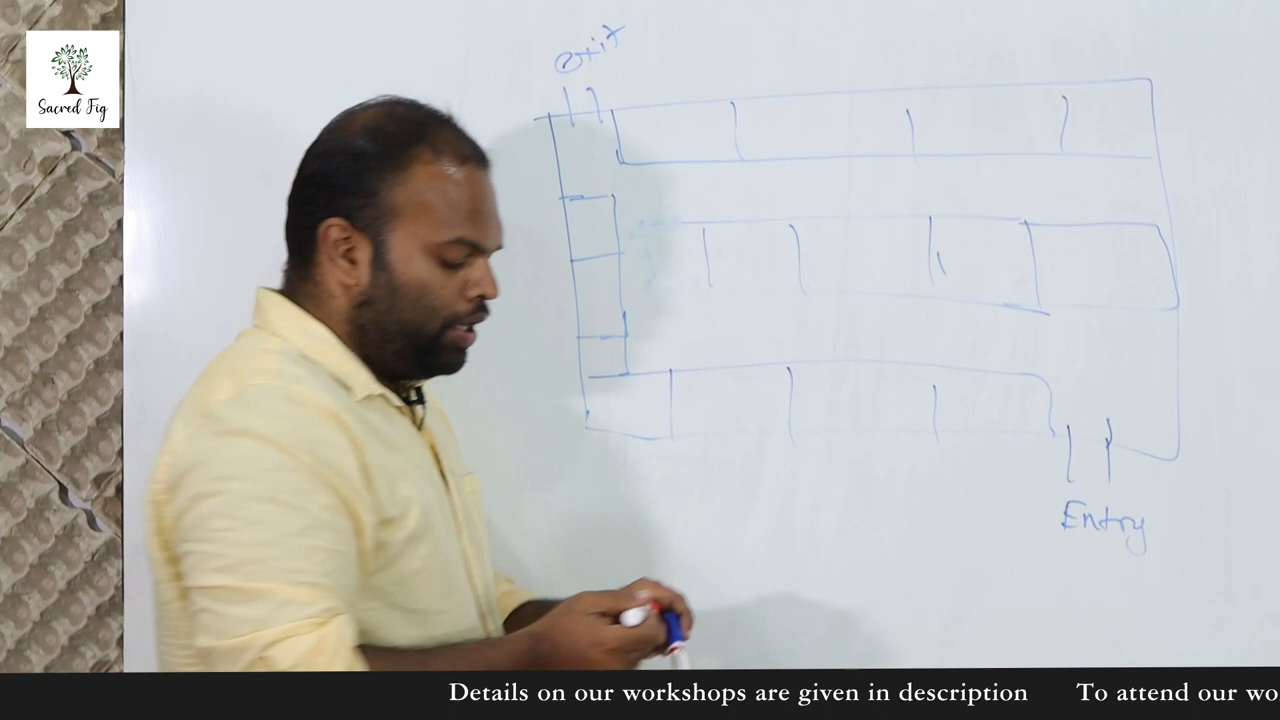 Sacred Fig
exit
Entry
Details on our workshops are given in description To attend our wo